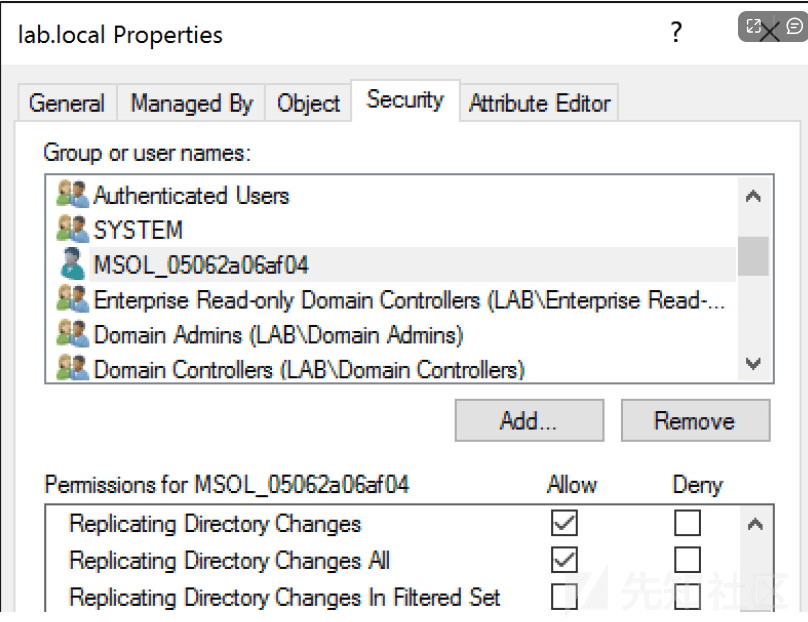 lab.local Properties
?
General Managed By Object Security Attribute Editor
Group or user names:
Authenticated Users
SYSTEM
MSOL_05062a06af04
Enterprise Read-only Domain Controllers (LAB\Enterprise Read-...
Domain Admins (LAB\Domain Admins)
Domain Controllers (LAB\Domain Controllers)
Add... Remove
Permissions for MSOL_05062a06af04 Allow Deny
Replicating Directory Changes
Replicating Directory Changes All
Replicating Directory Changes In Filtered Set
先知社区